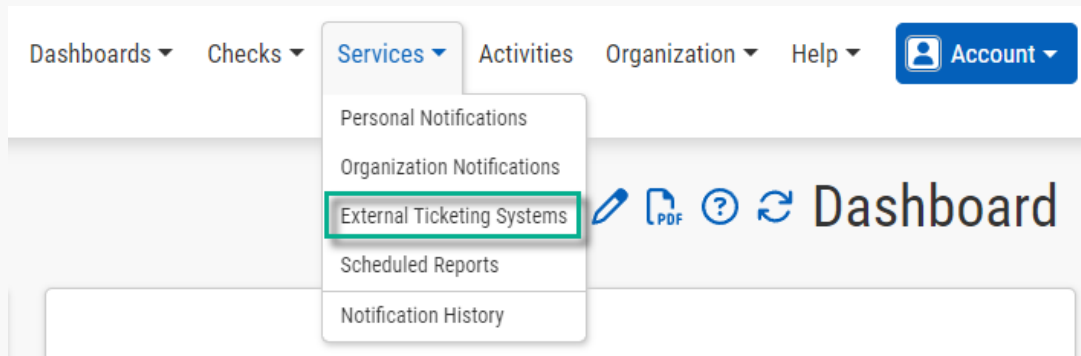 Dashboards Checks Services Activities Organization Help Account
Personal Notifications
Organization Notifications
External Ticketing Systems
PDF Dashboard
Scheduled Reports
Notification History